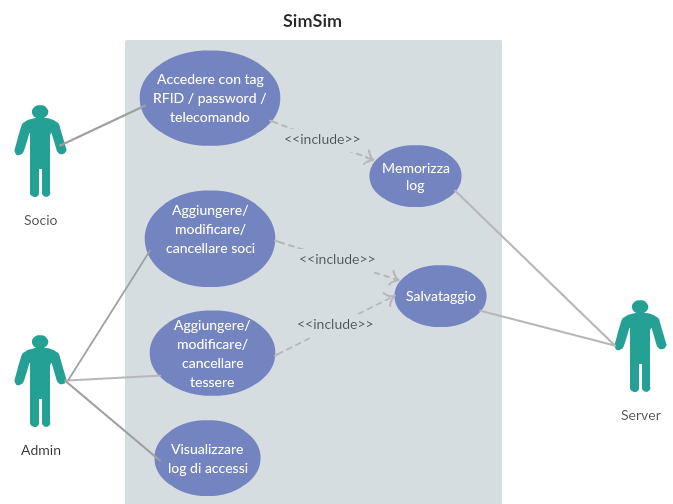 SimSim
Accedere con tag
RFID / password /
telecomando
<<include>>
Memorizza
log
Socio
Aggiungere/
modificare/
cancellare soci
<<include>>
Salvataggio
<<include>>
Aggiungere/
modificare/
cancellare
tessere
Server
Admin
Visualizzare
log di accessi